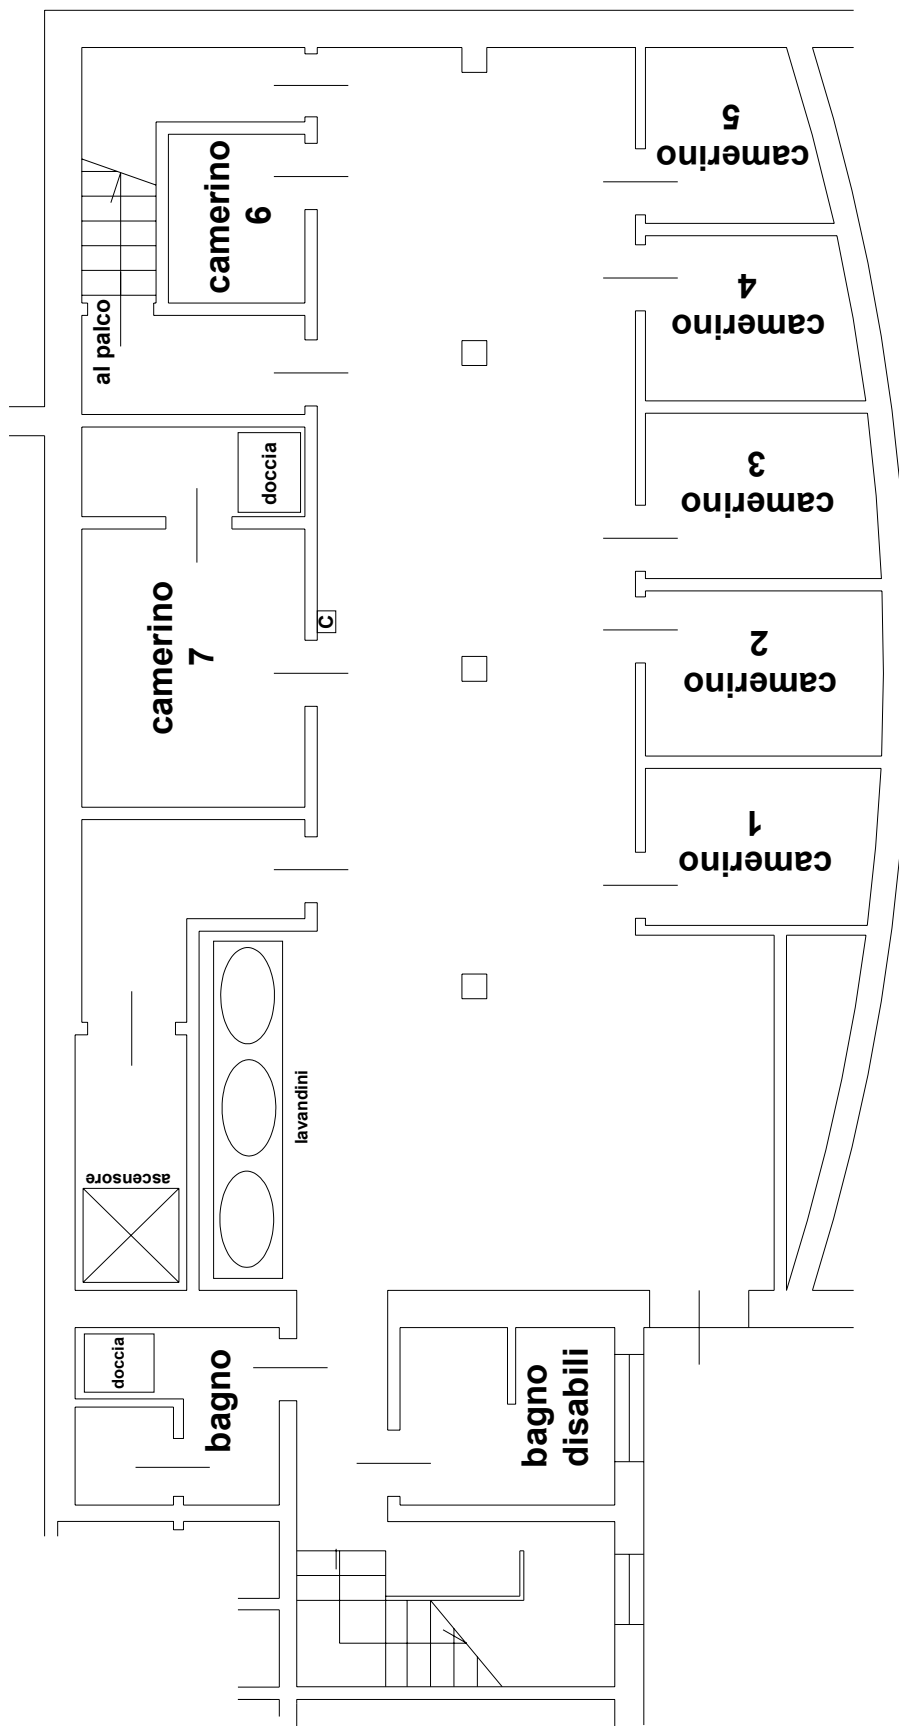 camerino
5
camerino
6
camerino
4
al palco
doccia
camerino
3
camerino
7
C
camerino
2
camerino
1
lavandini
ascensore
doccia
bagno
bagno
disabili